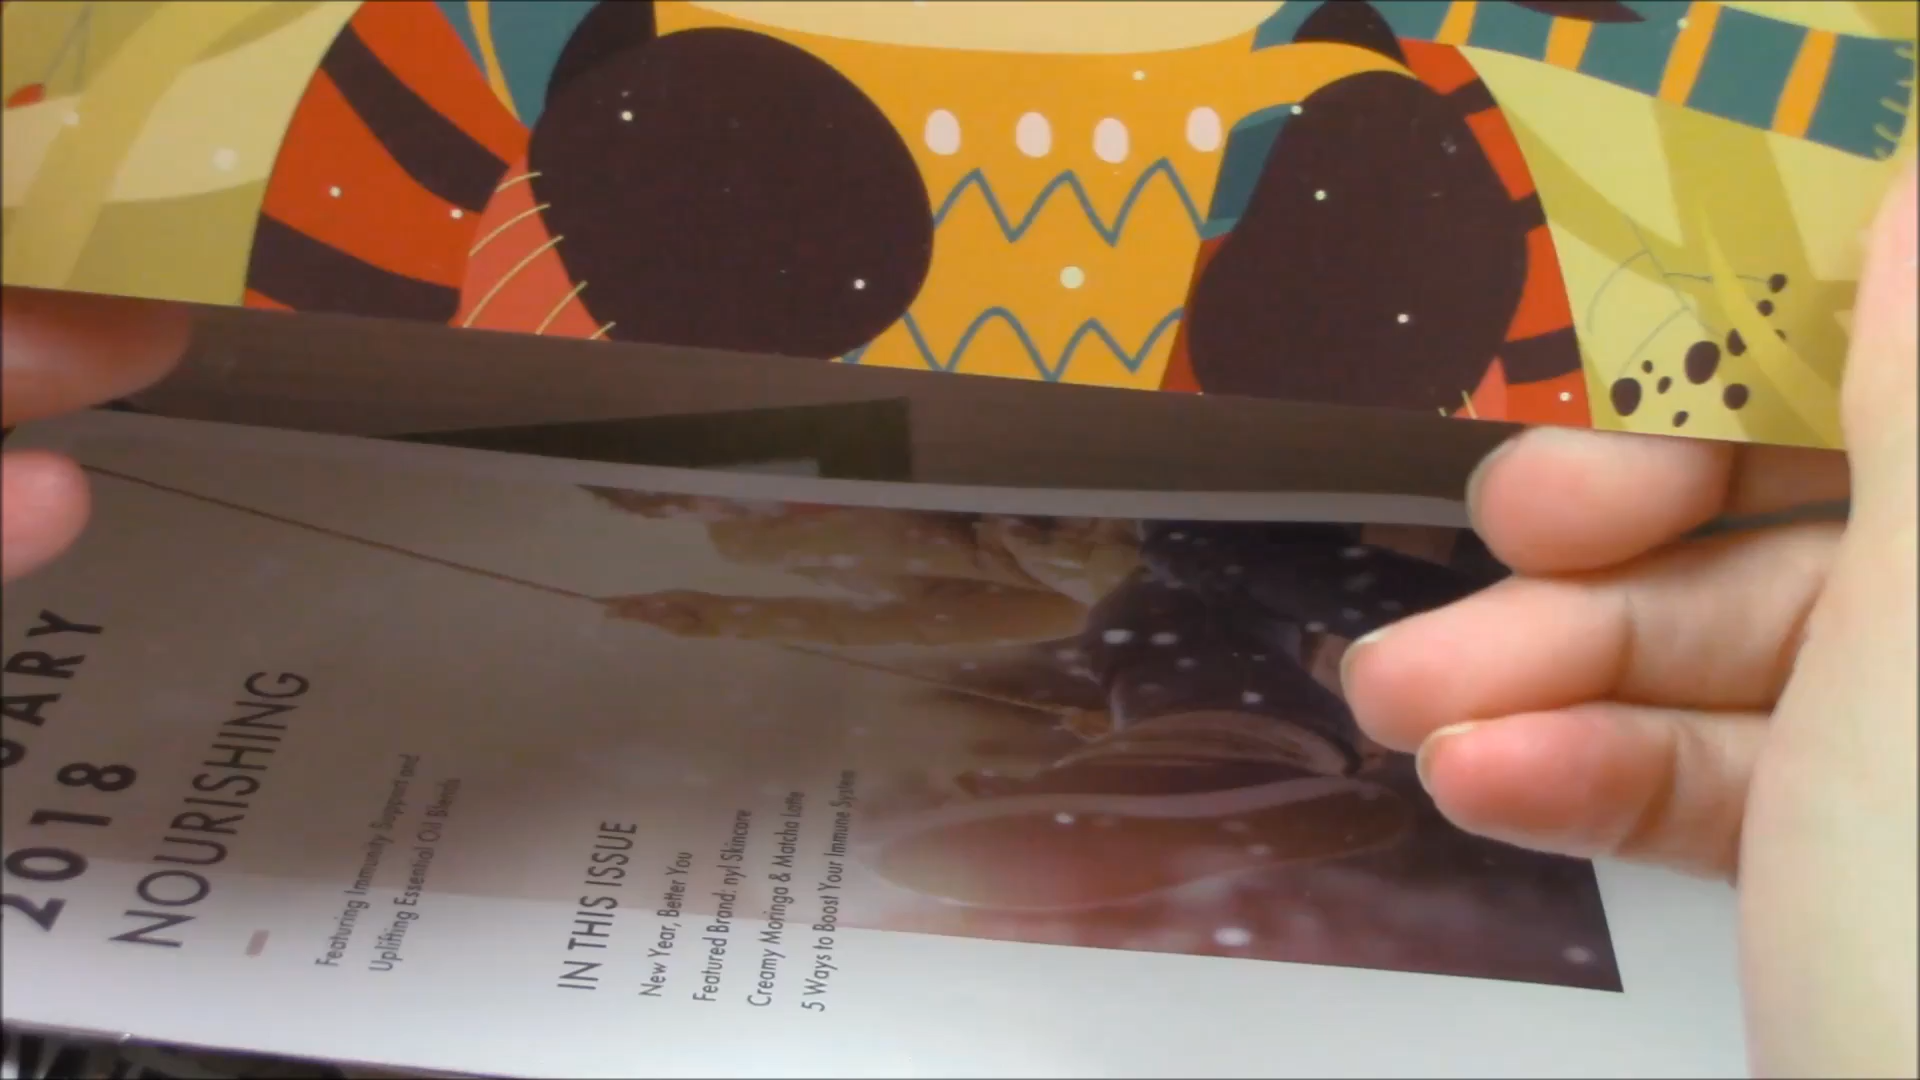 UARY
2018
NOURISHING
Featuring Immunity Support and
Uplifting Essential Oil Blends
IN THIS ISSUE
New Year, Better You
Featured Brand: nyl Skincare
Creamy Moringa & Matcha Latte
5 Ways to Boost Your Immune System